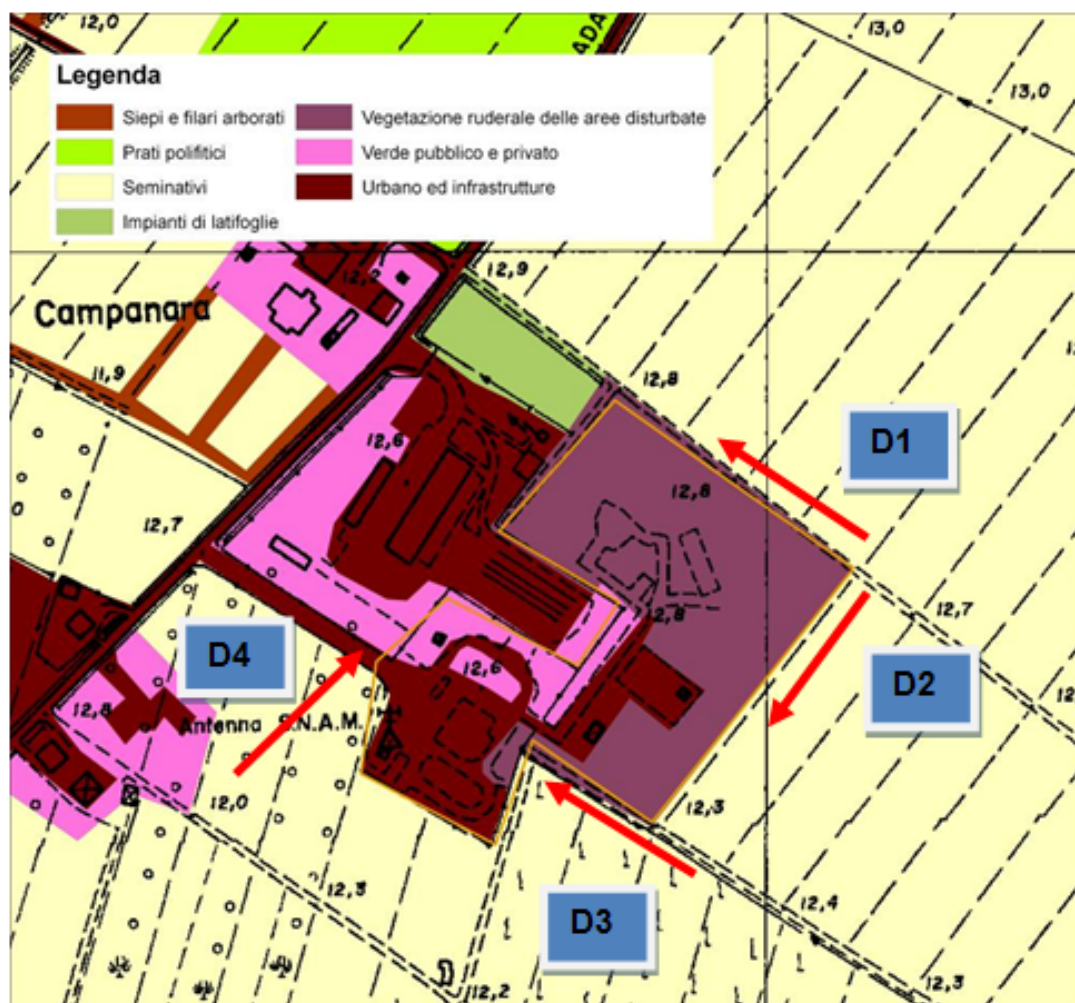 12,0
ADA
13,0
13,0
Legenda
Siepi e filari arborati
Prati polifitici
Seminativi
Impianti di latifoglie
Vegetazione ruderale delle aree disturbate
Verde pubblico e privato
Urbano ed infrastrutture
12,2
12,9
Campanara
11,9
12,8
12,6
12,8
D1
12,7
12,8
12,7
D4
12,6
D2
12,8
Antenna S.N.A.M.
12,0
12,3
12,3
D3
12,4
12,2
12,3